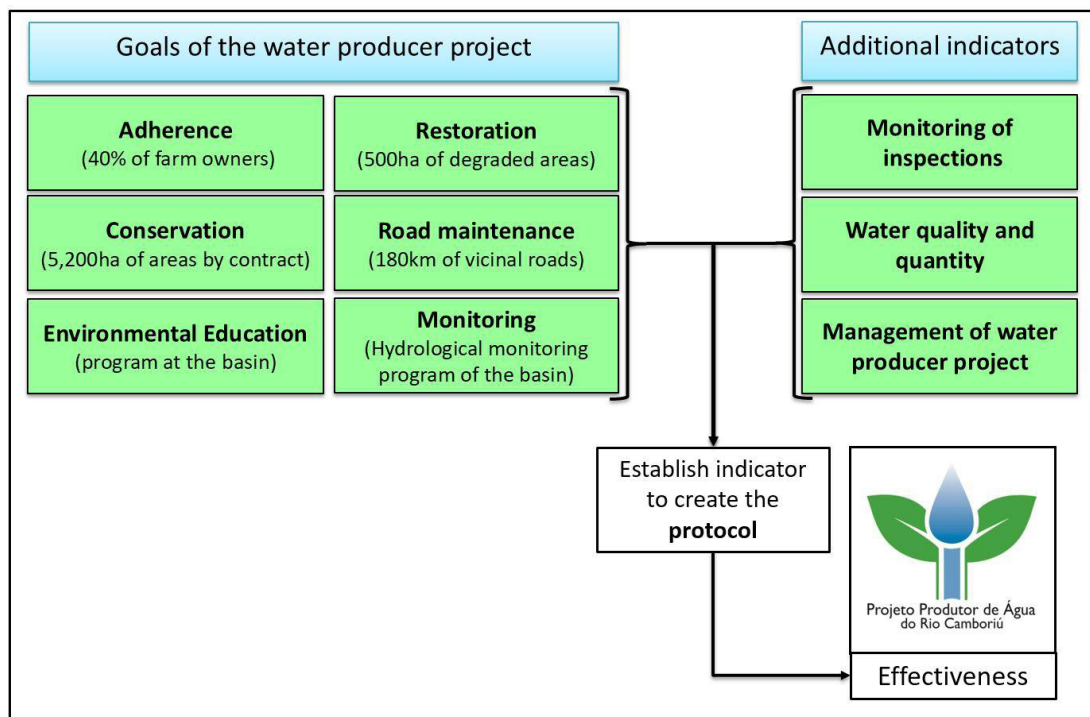 Goals of the water producer project
Additional indicators
Adherence
(40% of farm owners)
Restoration
(500ha of degraded areas)
Conservation
(5,200ha of areas by contract)
Road maintenance
(180km of vicinal roads)
Environmental Education
(program at the basin)
Monitoring
(Hydrological monitoring
program of the basin)
Monitoring of
inspections
Water quality and
quantity
Management of water
producer project
Establish indicator
to create the
protocol
Projeto Produtor de Água
do Rio Camboriú
Effectiveness